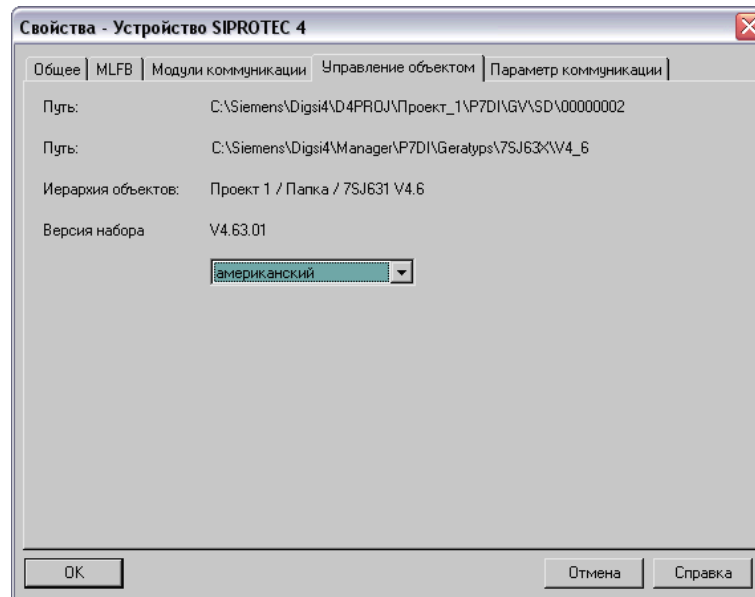 Свойства - Устройство SIPROTEC 4
Общее MLFB Модули коммуникации Управление объектом Параметр коммуникации
Путь: C:\Siemens\Digsi4\D4PROJ\Проект_1\P7DI\GV\SD\00000002
Путь: C:\Siemens\Digsi4\Manager\P7DI\Geratyps\7SJ63X\V4_6
Иерархия объектов: Проект 1 / Папка / 7SJ631 V4.6
Версия набора V4.63.01
американский
OK Отмена Справка